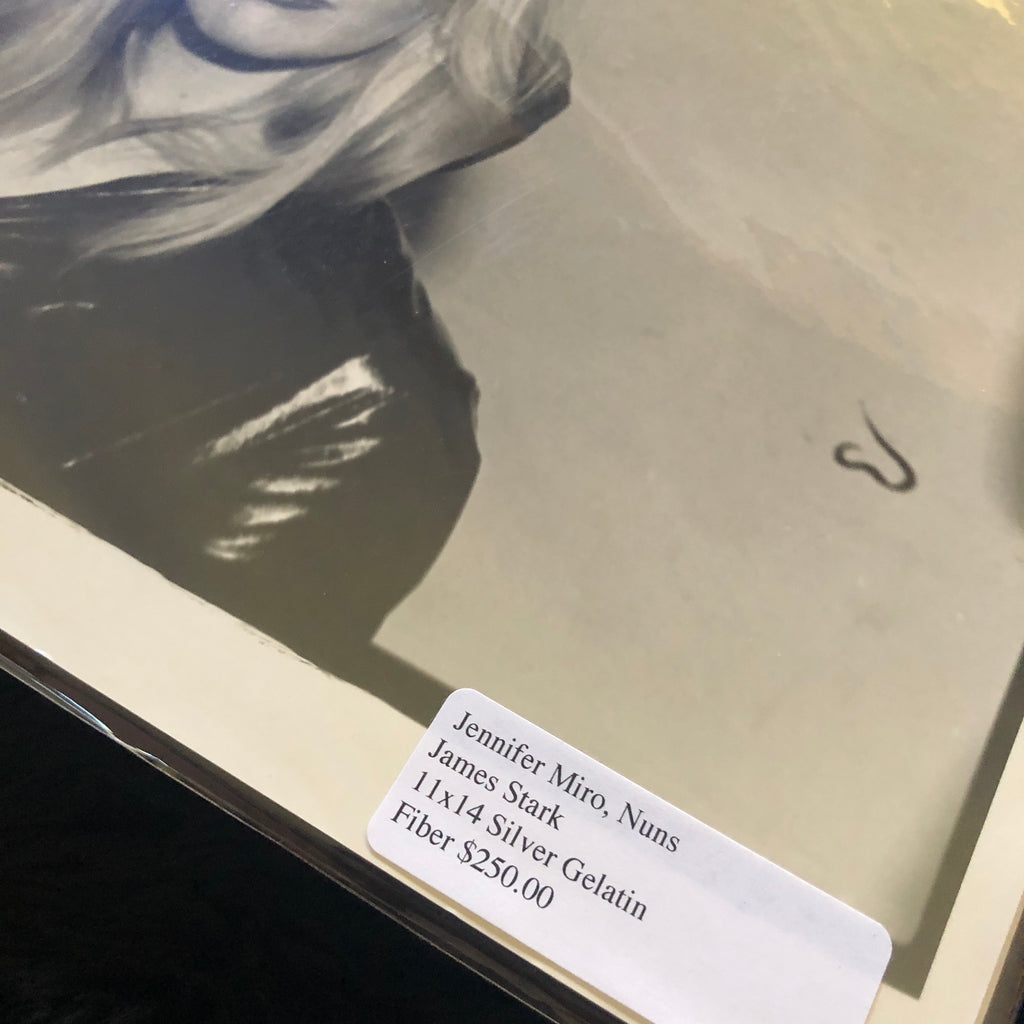 Jennifer Miro, Nuns
James Stark
11x14 Silver Gelatin
Fiber $250.00